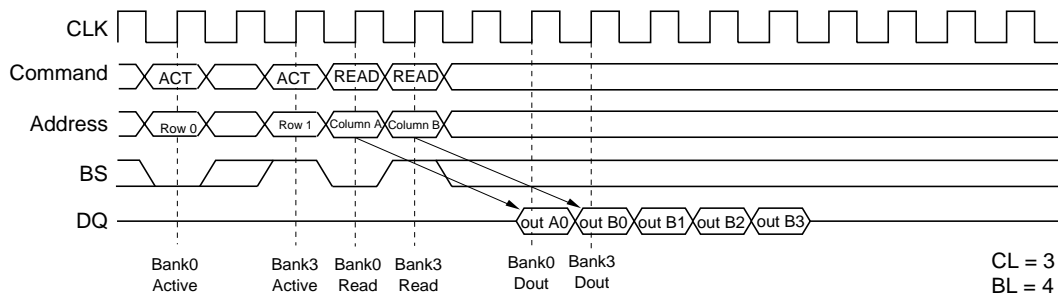 CLK
Command ACT ACT READ READ
Address Row 0 Row 1 Column A Column B
BS
DQ out A0 out B0 out B1 out B2 out B3
Bank0 Active
Bank3 Active
Bank0 Read
Bank3 Read
Bank0 Dout
Bank3 Dout
CL = 3
BL = 4